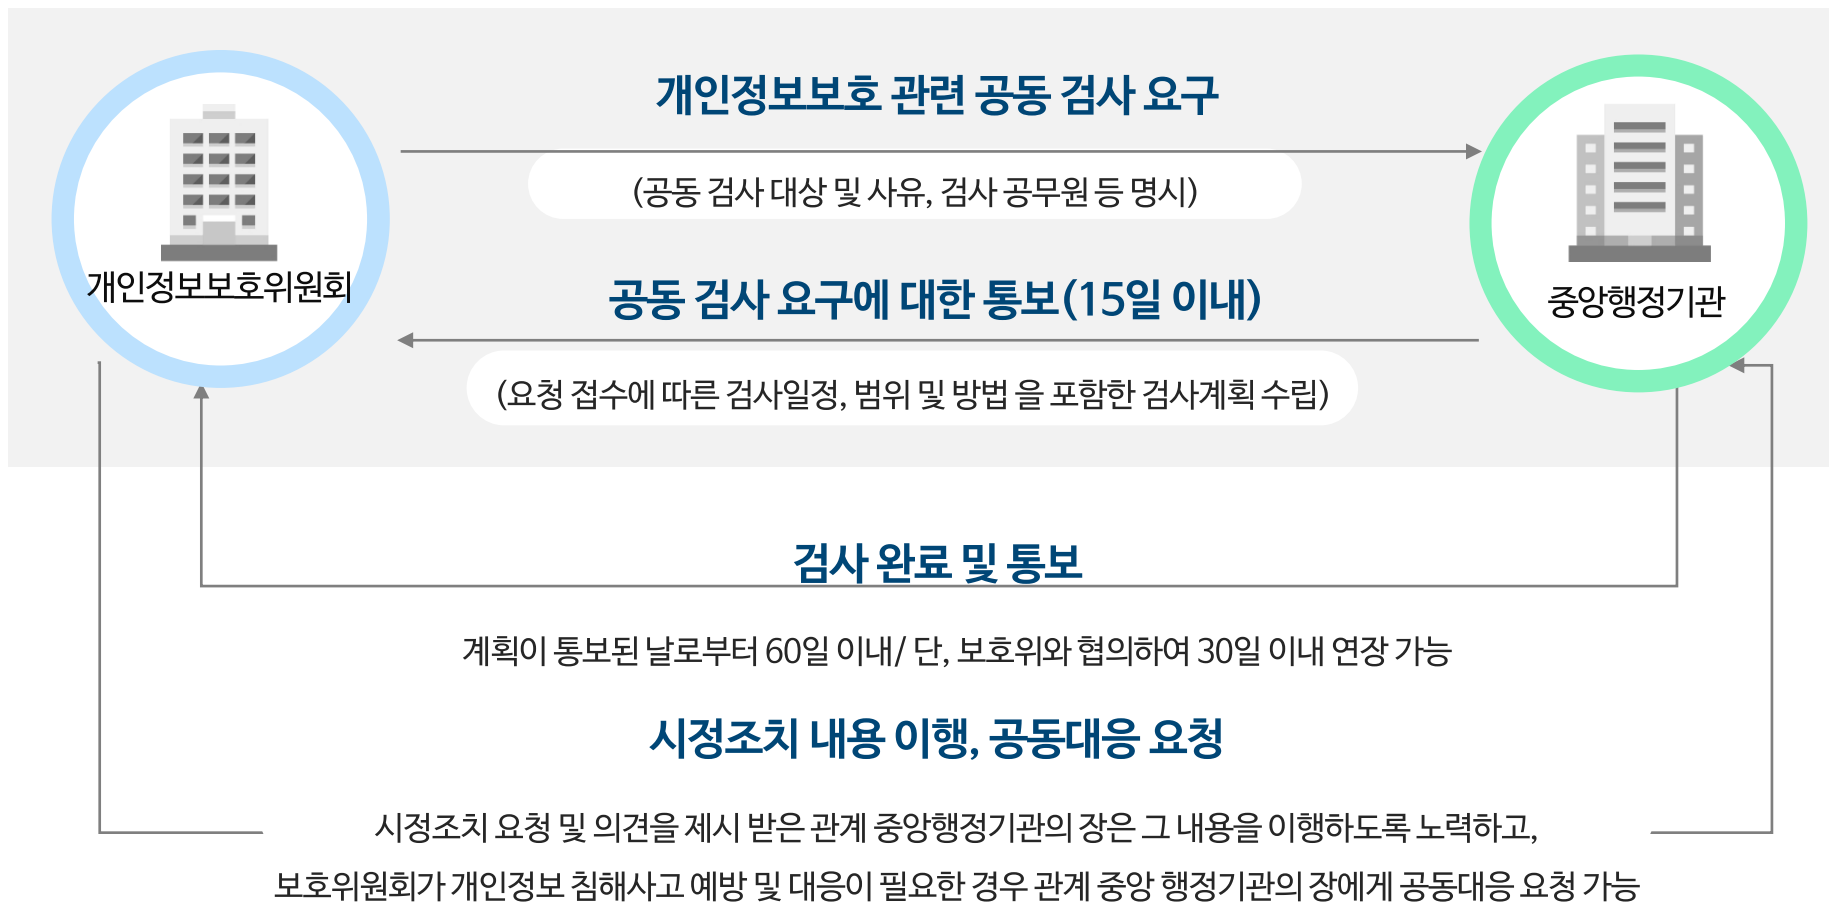 개인정보보호 관련 공동 검사 요구
(공동 검사 대상 및 사유, 검사 공무원 등 명시)
개인정보보호위원회
중앙행정기관
공동 검사 요구에 대한 통보(15일 이내)
(요청 접수에 따른 검사일정, 범위 및 방법 을 포함한 검사계획 수립)
검사 완료 및 통보
계획이 통보된 날로부터 60일 이내/ 단, 보호위와 협의하여 30일 이내 연장 가능
시정조치 내용 이행, 공동대응 요청
시정조치 요청 및 의견을 제시 받은 관계 중앙행정기관의 장은 그 내용을 이행하도록 노력하고,
보호위원회가 개인정보 침해사고 예방 및 대응이 필요한 경우 관계 중앙 행정기관의 장에게 공동대응 요청 가능